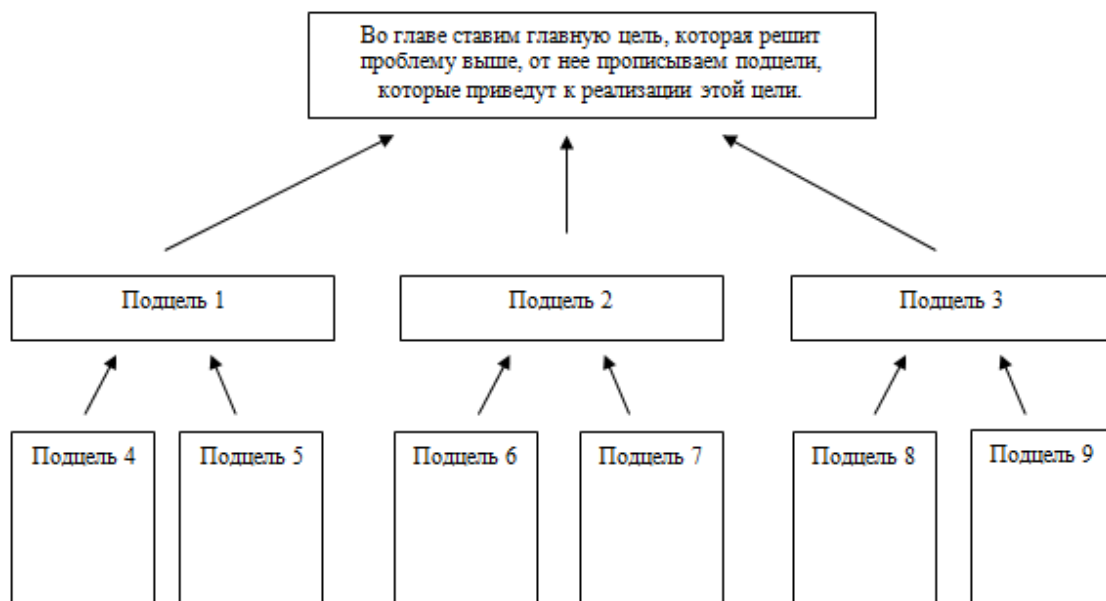 Во главе ставим главную цель, которая решит
проблему выше, от нее прописываем подцели,
которые приведут к реализации этой цели.
Подцель 1
Подцель 2
Подцель 3
Подцель 4
Подцель 5
Подцель 6
Подцель 7
Подцель 8
Подцель 9